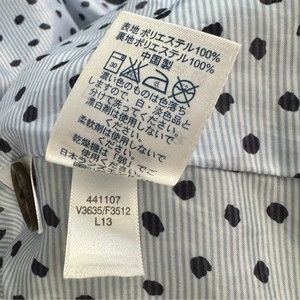 表地 ポリエステル100%
裏地 ポリエステル100%
中国製
濃い色のものは色落ち
しますので、白・淡色品と
分けて洗ってください。
漂白剤は使用しないで
ください。
柔軟剤は使用しないで
ください。
乾燥機は「弱」でご
使用ください。
441107
V3635/F3512
L13